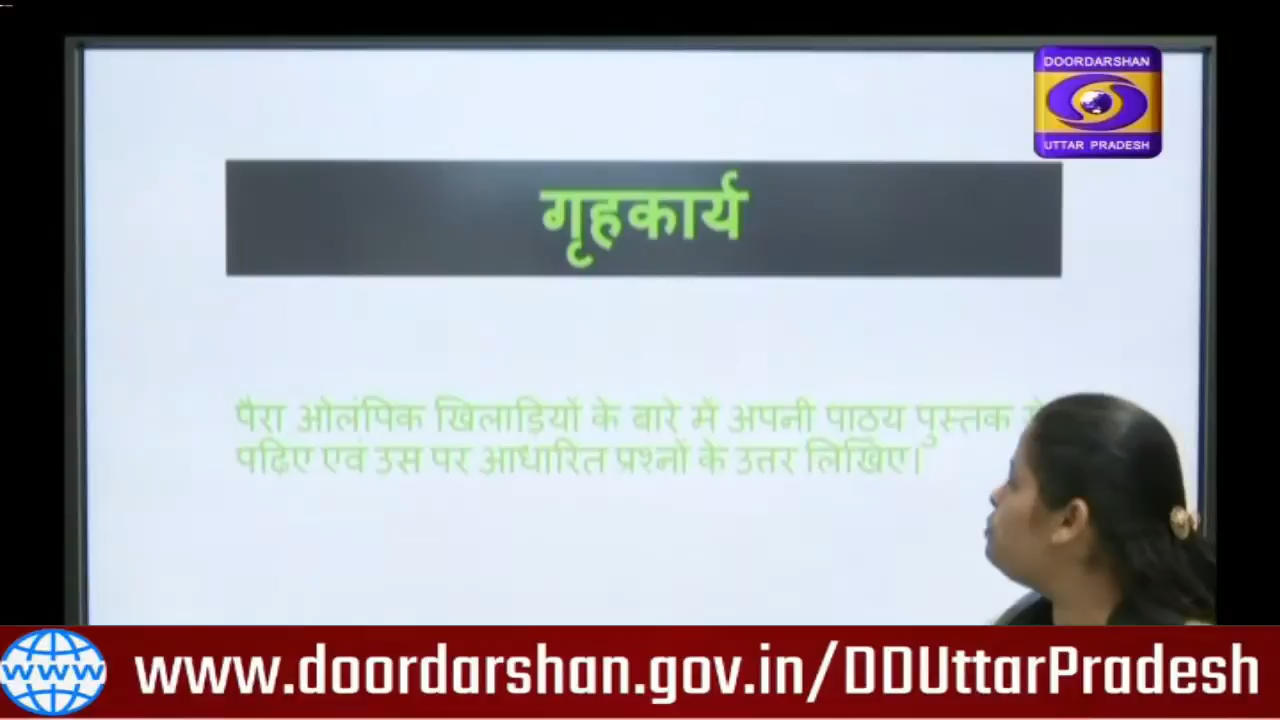 DOORDARSHAN
UTTAR PRADESH
गृहकार्य
पैरा ओलंपिक खिलाड़ियों के बारे में अपनी पाठय पुस्तक
पढ़िए एवं उस पर आधारित प्रश्नों के उत्तर लिखिए।
www
www.doordarshan.gov.in/DDUttarPradesh